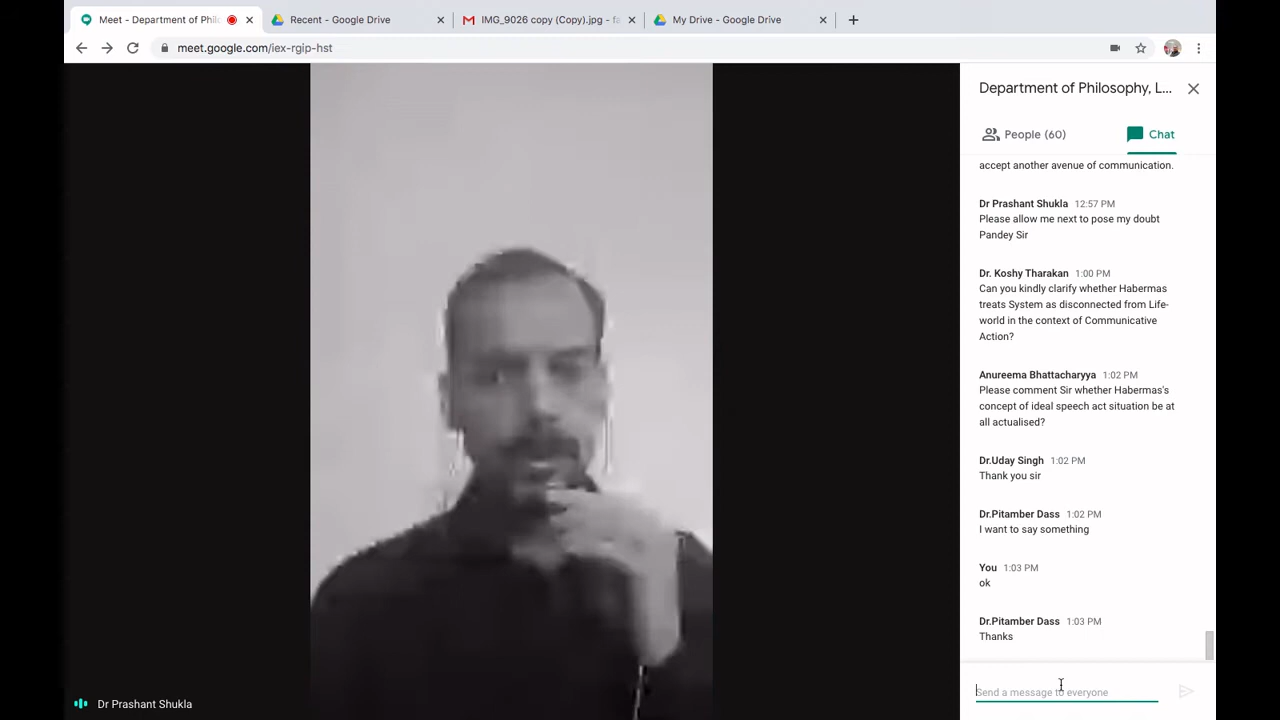 Meet - Department of Philo
Recent - Google Drive
IMG_9026 copy (Copy).jpg - fa
My Drive - Google Drive
meet.google.com/iex-rgip-hst
Department of Philosophy, L...
People (60)
Chat
accept another avenue of communication.
Dr Prashant Shukla 12:57 PM
Please allow me next to pose my doubt
Pandey Sir
Dr. Koshy Tharakan 1:00 PM
Can you kindly clarify whether Habermas
treats System as disconnected from Life-
world in the context of Communicative
Action?
Anureema Bhattacharyya 1:02 PM
Please comment Sir whether Habermas's
concept of ideal speech act situation be at
all actualised?
Dr.Uday Singh 1:02 PM
Thank you sir
Dr.Pitamber Dass 1:02 PM
I want to say something
You 1:03 PM
ok
Dr.Pitamber Dass 1:03 PM
Thanks
Send a message to everyone
Dr Prashant Shukla